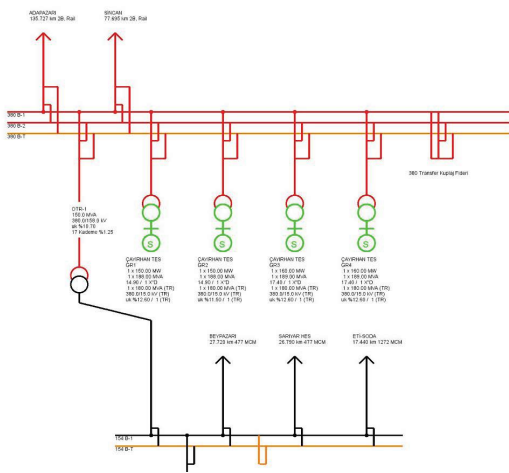 ADAPAZARI
135.727 km 2B, Rail
SİNCAN
77.695 km 2B, Rail
380 B-1
380 B-2
380 B-T
380 Transfer Kuplaj Fideri
OTR-1
150.0 MVA
380.0/158.0 kV
uk %10.70
17 Kademe %1.25
ÇAYIRHAN TES
GR1
1 x 150.00 MW
1 x 188.00 MVA
14.90 / 1 X"D
1 x 180.00 MVA (TR)
380.0/15.0 kV (TR)
uk %12.60 / 1 (TR)
ÇAYIRHAN TES
GR2
1 x 150.00 MW
1 x 188.00 MVA
14.90 / 1 X"D
1 x 180.00 MVA (TR)
380.0/15.0 kV (TR)
uk %11.50 / 1 (TR)
ÇAYIRHAN TES
GR3
1 x 160.00 MW
1 x 189.00 MVA
17.40 / 1 X"D
1 x 180.00 MVA (TR)
380.0/15.0 kV (TR)
uk %12.60 / 1 (TR)
ÇAYIRHAN TES
GR4
1 x 160.00 MW
1 x 189.00 MVA
17.40 / 1 X"D
1 x 180.00 MVA (TR)
380.0/15.0 kV (TR)
uk %12.60 / 1 (TR)
S
S
S
S
BEYPAZARI
27.729 km 477 MCM
SARIYAR HES
26.750 km 477 MCM
ETİ-SODA
17.440 km 1272 MCM
154 B-1
154 B-T